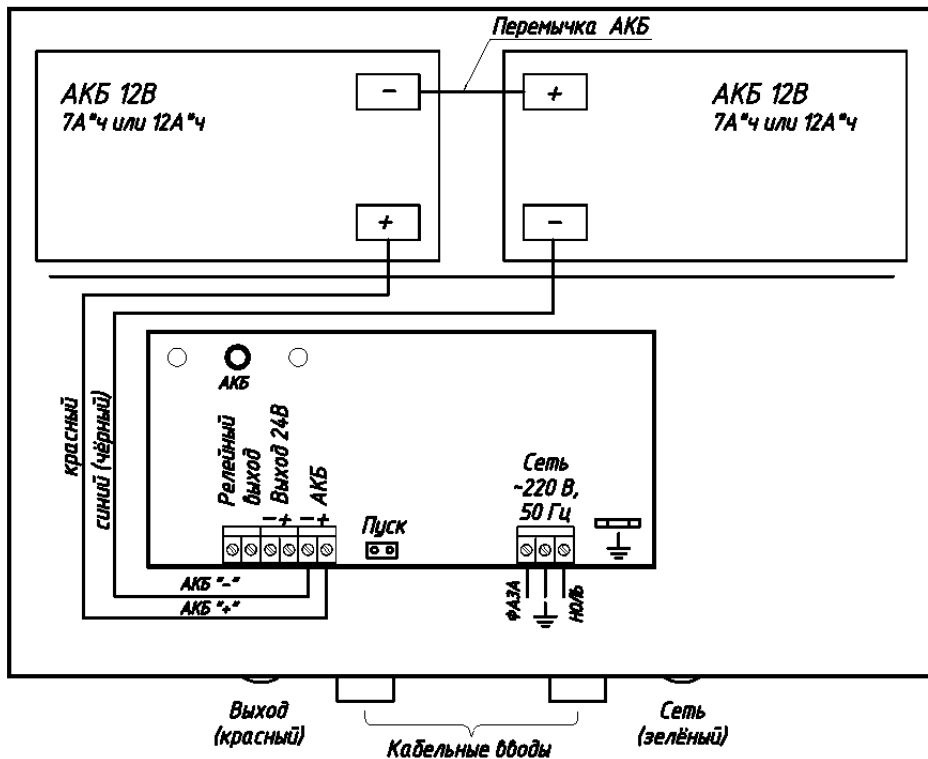 Перемычка АКБ
АКБ 12В
7А*ч или 12А*ч
-
+
АКБ 12В
7А*ч или 12А*ч
+
-
красный
синий (чёрный)
АКБ
Релейный
выход
Выход 24В
- +
АКБ
- +
Пуск
Сеть
~220 В,
50 Гц
АКБ "-"
АКБ "+"
ФАЗА
НОЛЬ
Выход
(красный)
Кабельные вводы
Сеть
(зелёный)